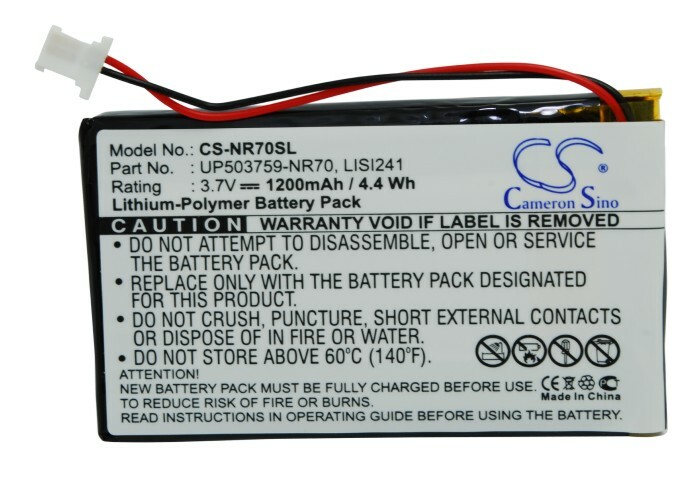 Model No.: CS-NR70SL
Part No. : UP503759-NR70, LISI241
Rating : 3.7V 1200mAh / 4.4 Wh
Lithium-Polymer Battery Pack
CS
Cameron Sino
CAUTION WARRANTY VOID IF LABEL IS REMOVED
• DO NOT ATTEMPT TO DISASSEMBLE, OPEN OR SERVICE
THE BATTERY PACK.
• REPLACE ONLY WITH THE BATTERY PACK DESIGNATED
FOR THIS PRODUCT.
• DO NOT CRUSH, PUNCTURE, SHORT EXTERNAL CONTACTS
OR DISPOSE OF IN FIRE OR WATER.
• DO NOT STORE ABOVE 60°C (140°F).
ATTENTION!
NEW BATTERY PACK MUST BE FULLY CHARGED BEFORE USE.
TO REDUCE RISK OF FIRE OR BURNS.
READ INSTRUCTIONS IN OPERATING GUIDE BEFORE BATTERY USE.
CE
MADE IN CHINA